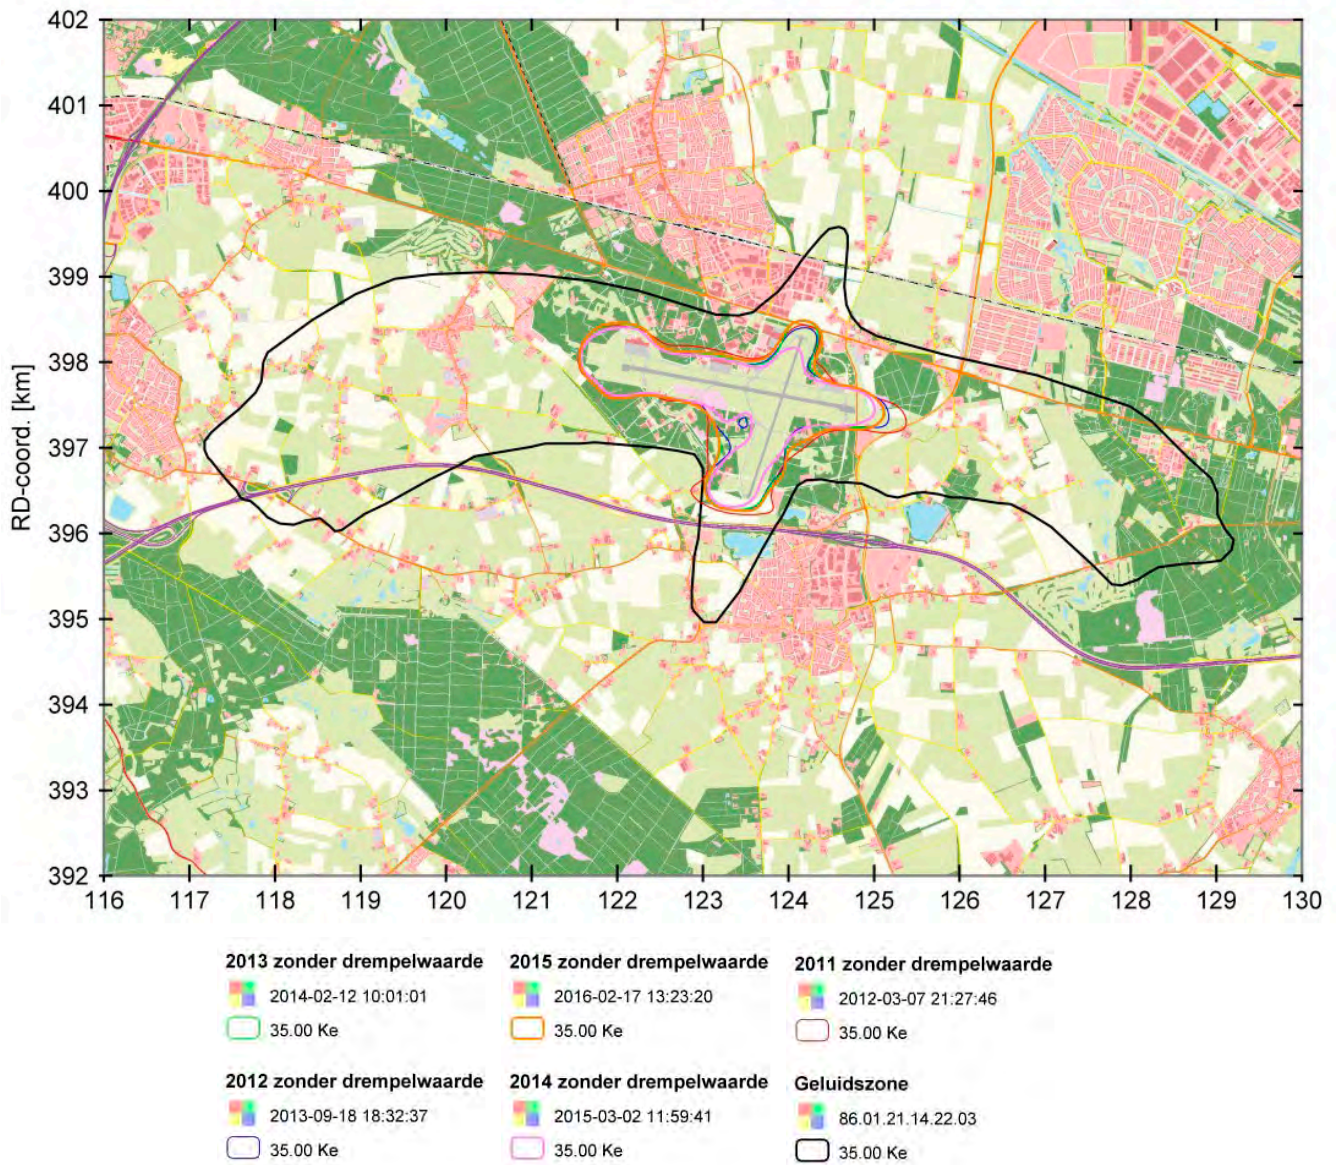 402
401
400
399
398
397
396
395
394
393
392
RD-coord. [km]
116 117 118 119 120 121 122 123 124 125 126 127 128 129 130
2013 zonder drempelwaarde
2014-02-12 10:01:01
35.00 Ke
2015 zonder drempelwaarde
2016-02-17 13:23:20
35.00 Ke
2011 zonder drempelwaarde
2012-03-07 21:27:46
35.00 Ke
2012 zonder drempelwaarde
2013-09-18 18:32:37
35.00 Ke
2014 zonder drempelwaarde
2015-03-02 11:59:41
35.00 Ke
Geluidszone
86.01.21.14.22.03
35.00 Ke